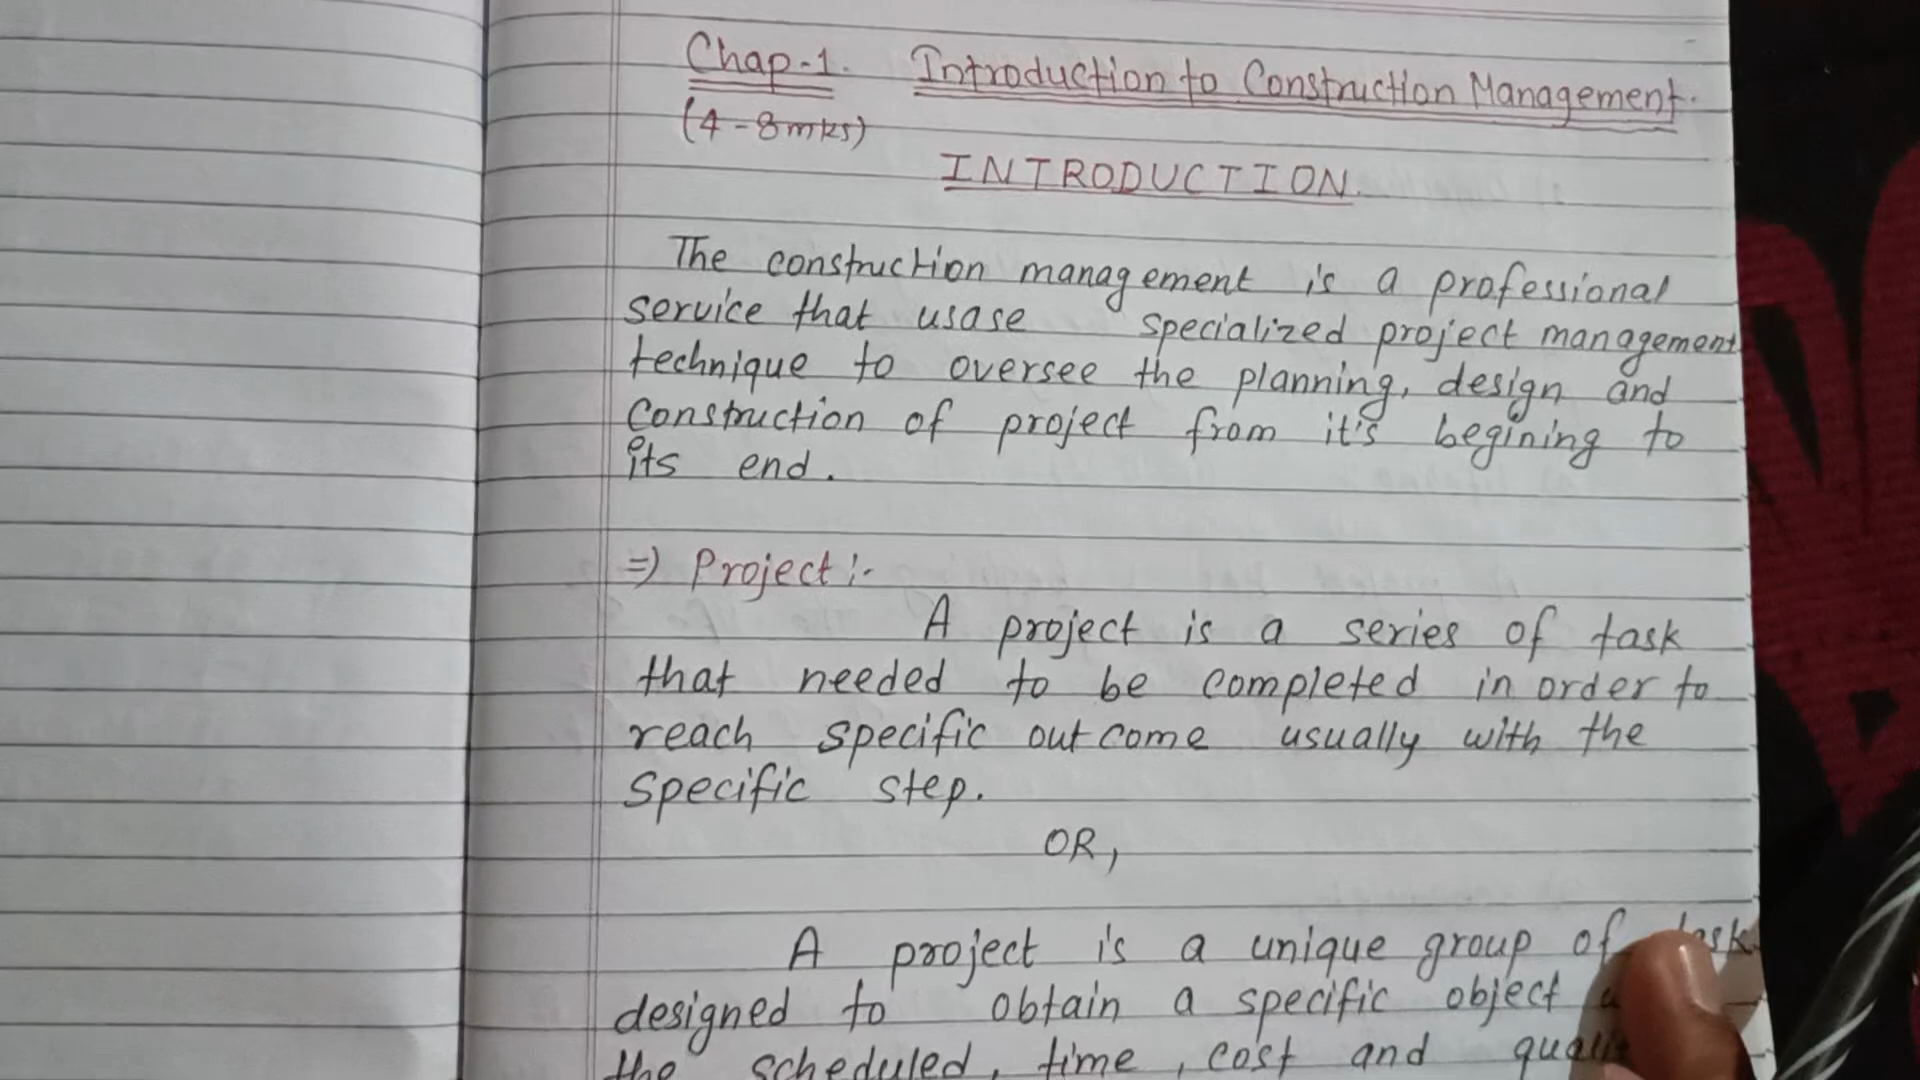 Chap-1. Introduction to Construction Management.
(4-8mks)
INTRODUCTION.
The construction management is a professional
service that usase specialized project management
technique to oversee the planning, design and
Construction of project from it's begining to
its end.
=) Project :-
A project is a series of task
that needed to be completed in order to
reach specific outcome usually with the
specific step.
OR,
A project is a unique group of task
designed to obtain a specific object
the scheduled, time, cost and